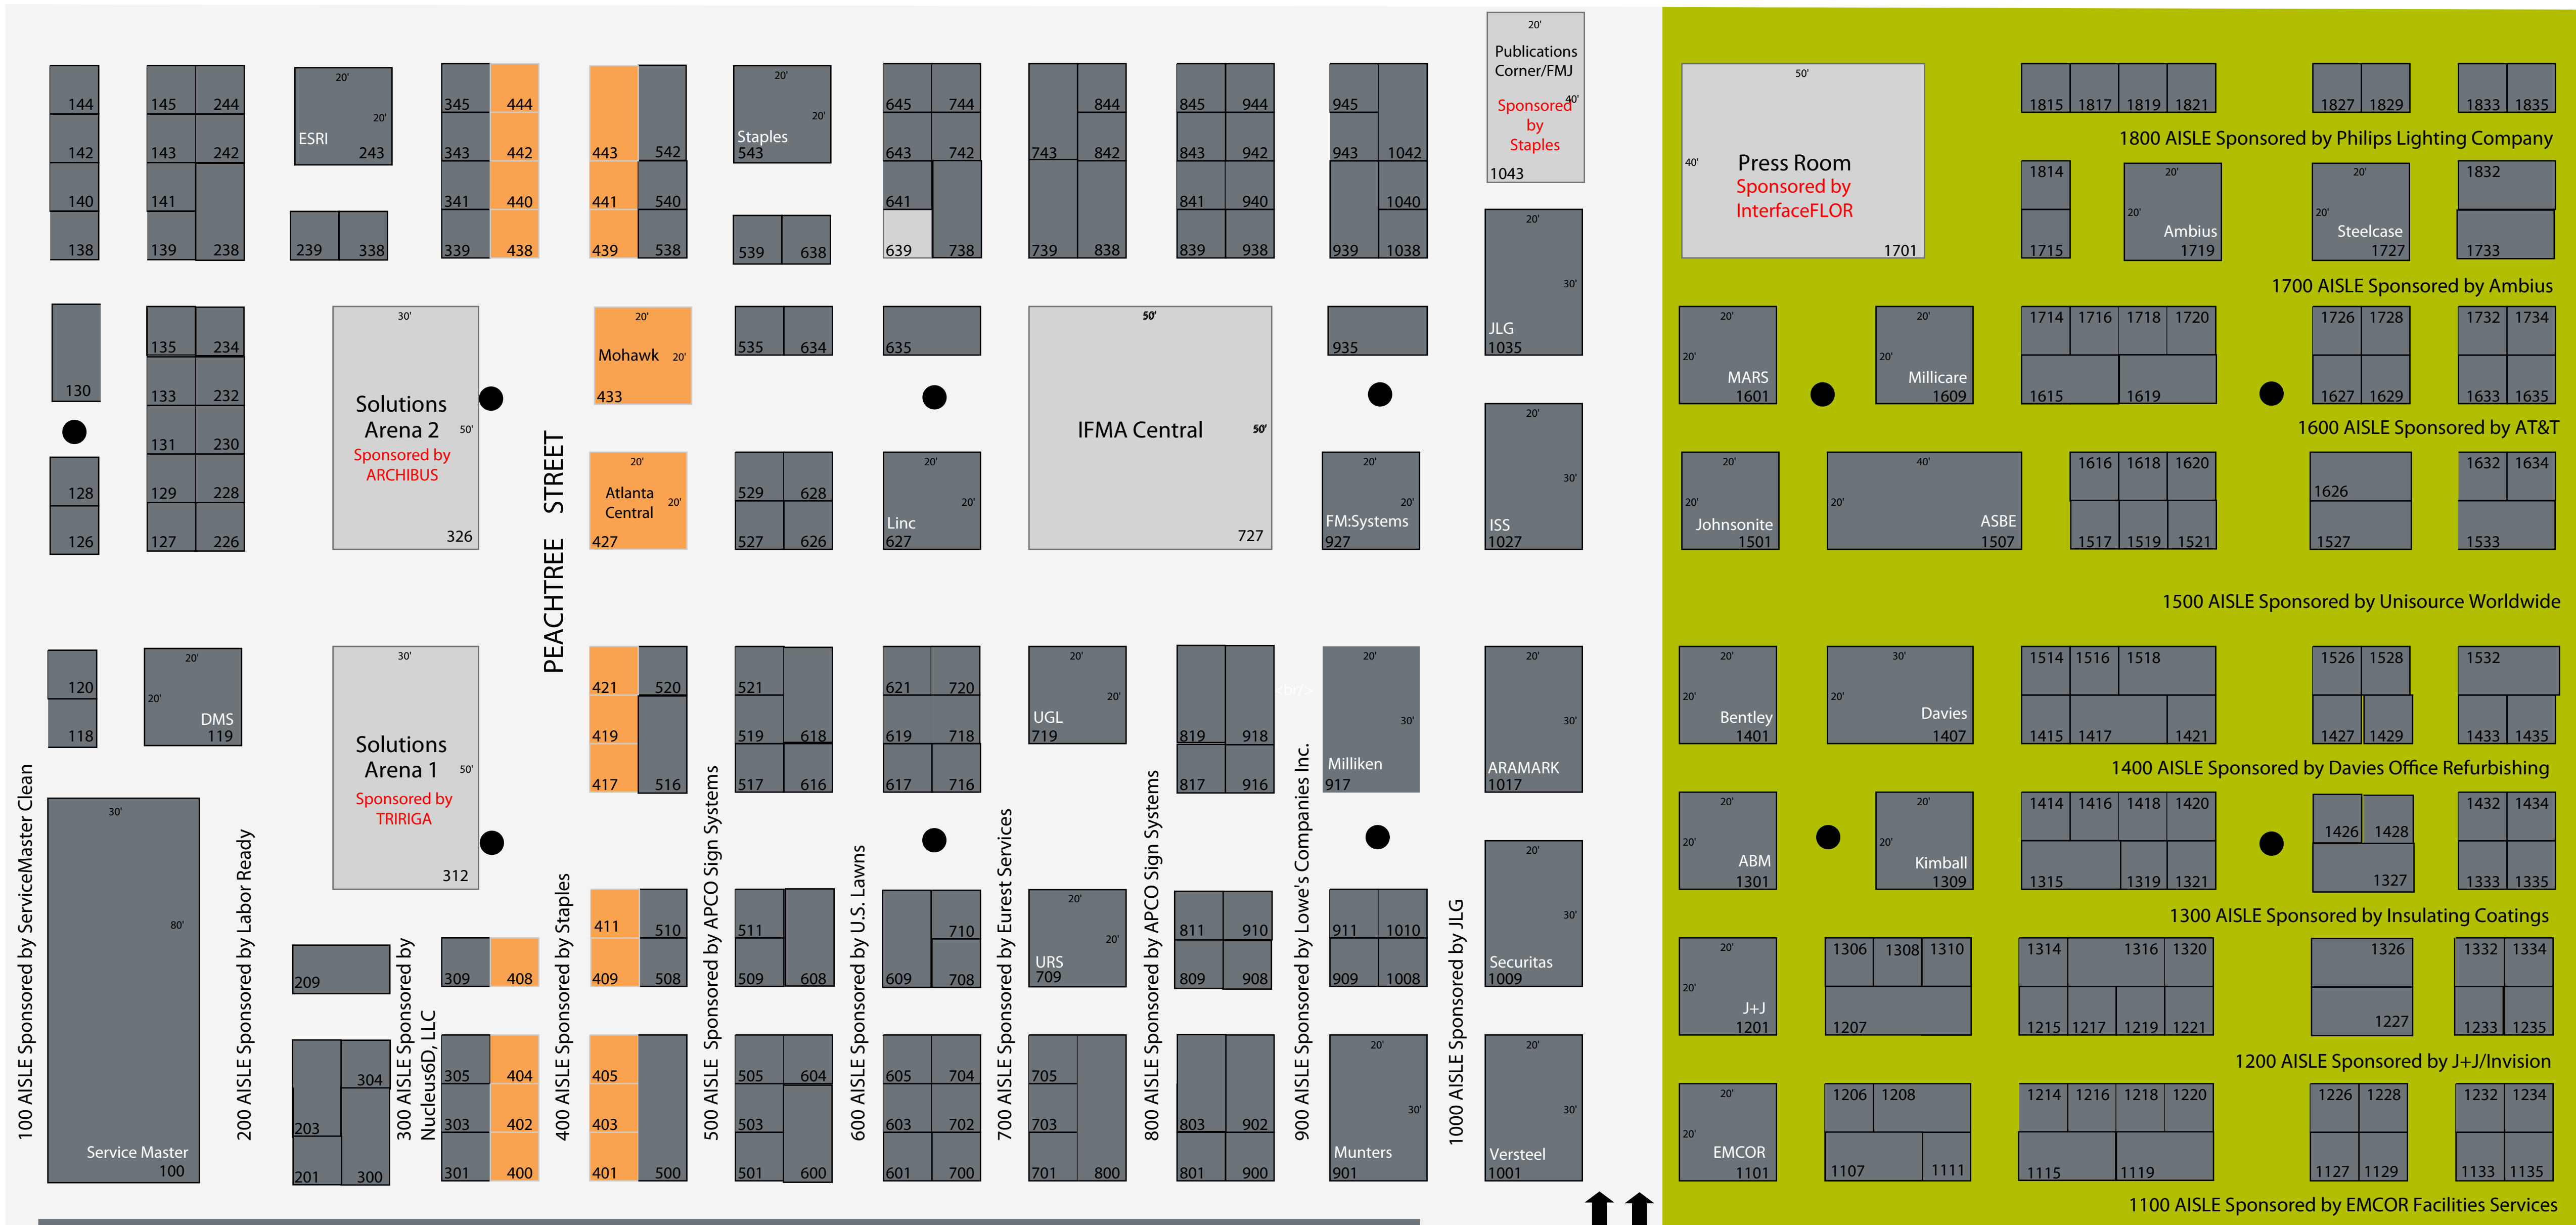 20'
Publications
Corner/FMJ
40'
Sponsored
by
Staples
1043
144
145 244
20'
20'
ESRI
243
345 444
443
542
20'
20'
Staples
543
645 744
844
845 944
945
142
143 242
343 442
643 742
743 842
843 942
943 1042
140
141
341 440
441 540
641
841 940
1040
138
139 238
239 338
339 438
439 538
539 638
639 738
739 838
839 938
939 1038
20'
30'
JLG
1035
130
135 234
133 232
131 230
129 228
127 226
128
126
30'
Solutions
Arena 2
50'
Sponsored by
ARCHIBUS
326
PEACHTREE STREET
20'
Mohawk 20'
433
20'
Atlanta
Central
20'
427
535 634
529 628
527 626
635
20'
20'
Linc
627
50'
IFMA Central
50'
727
935
20'
20'
FM:Systems
927
20'
30'
ISS
1027
120
118
20'
20'
DMS
119
30'
Solutions
Arena 1
50'
Sponsored by
TRIRIGA
312
421 520
419
417 516
521
519 618
517 616
621 720
619 718
617 716
20'
20'
UGL
719
819 918
817 916
<br/>
20'
30'
Milliken
917
20'
30'
ARAMARK
1017
100 AISLE Sponsored by ServiceMaster Clean
30'
80'
Service Master
100
200 AISLE Sponsored by Labor Ready
209
304
203
201 300
300 AISLE Sponsored by
Nucleus6D, LLC
309 408
305 404
303 402
301 400
400 AISLE Sponsored by Staples
411 510
409 508
405
403
401 500
500 AISLE Sponsored by APCO Sign Systems
511
509 608
505 604
503
501 600
600 AISLE Sponsored by U.S. Lawns
710
609 708
605 704
603 702
601 700
700 AISLE Sponsored by Eurest Services
20'
20'
URS
709
705
703
701 800
800 AISLE Sponsored by APCO Sign Systems
811 910
809 908
803 902
801 900
900 AISLE Sponsored by Lowe's Companies Inc.
911 1010
909 1008
20'
30'
Munters
901
1000 AISLE Sponsored by JLG
20'
30'
Securitas
1009
20'
30'
Versteel
1001
50'
40'
Press Room
Sponsored by
InterfaceFLOR
1701
1815 1817 1819 1821
1827 1829
1833 1835
1800 AISLE Sponsored by Philips Lighting Company
1814
1715
20'
20'
Ambius
1719
20'
20'
Steelcase
1727
1832
1733
1700 AISLE Sponsored by Ambius
20'
20'
MARS
1601
20'
20'
Millicare
1609
1714 1716 1718 1720
1615 1619
1726 1728
1627 1629
1732 1734
1633 1635
1600 AISLE Sponsored by AT&T
20'
20'
Johnsonite
1501
40'
20'
ASBE
1507
1616 1618 1620
1517 1519 1521
1626
1527
1632 1634
1533
1500 AISLE Sponsored by Unisource Worldwide
20'
20'
Bentley
1401
30'
20'
Davies
1407
1514 1516 1518
1415 1417 1421
1526 1528
1427 1429
1532
1433 1435
1400 AISLE Sponsored by Davies Office Refurbishing
20'
20'
ABM
1301
20'
20'
Kimball
1309
1414 1416 1418 1420
1315 1319 1321
1426 1428
1327
1432 1434
1333 1335
1300 AISLE Sponsored by Insulating Coatings
20'
20'
J+J
1201
1306 1308 1310
1207
1314 1316 1320
1215 1217 1219 1221
1326
1227
1332 1334
1233 1235
1200 AISLE Sponsored by J+J/Invision
20'
20'
EMCOR
1101
1206 1208
1107 1111
1214 1216 1218 1220
1115 1119
1226 1228
1127 1129
1232 1234
1133 1135
1100 AISLE Sponsored by EMCOR Facilities Services